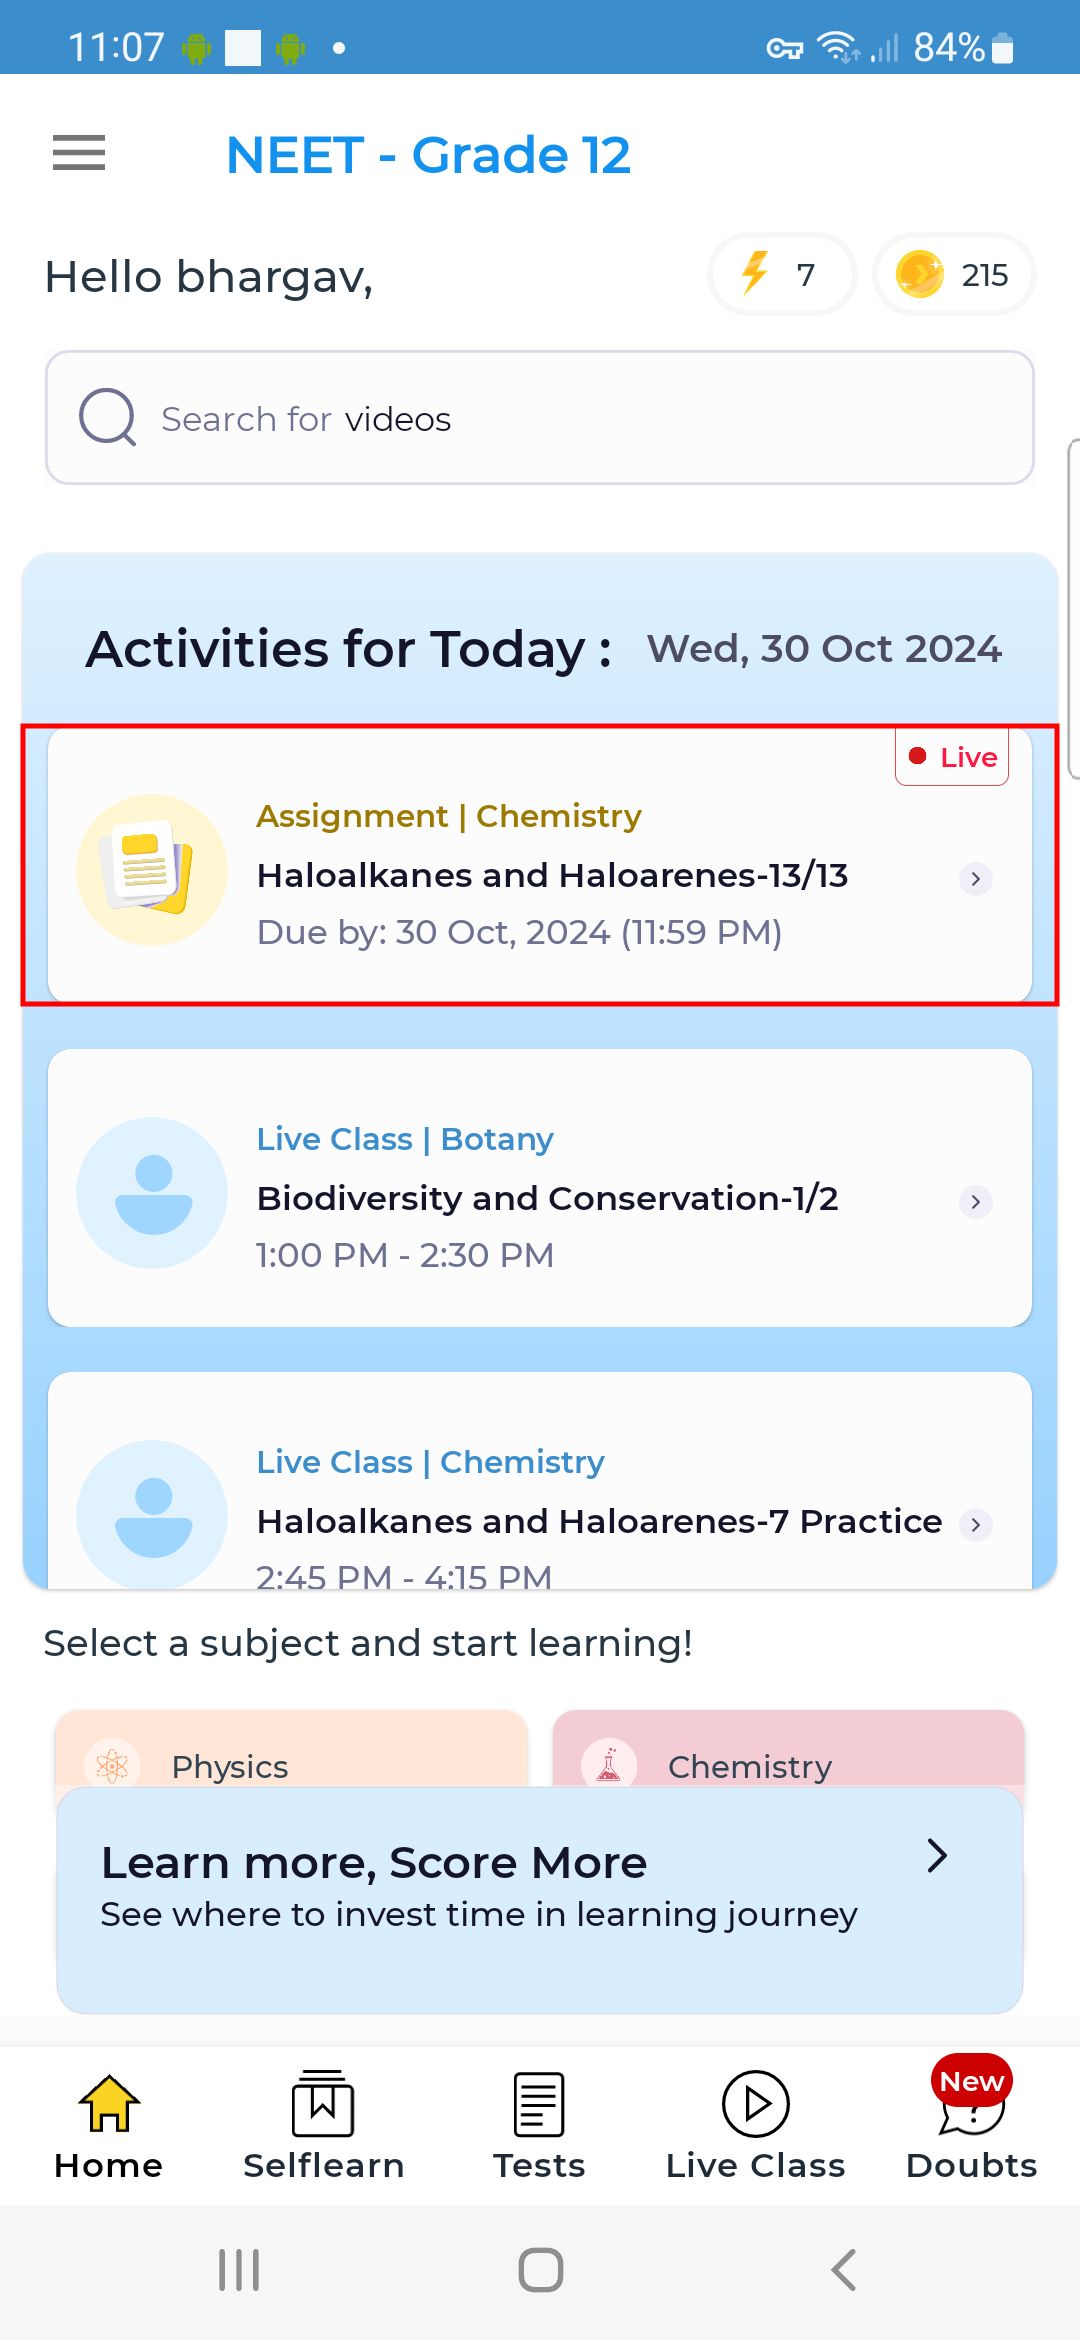 11:07 84%
NEET - Grade 12
Hello bhargav,
7
215
Search for videos
Activities for Today : Wed, 30 Oct 2024
Live
Assignment | Chemistry
Haloalkanes and Haloarenes-13/13
Due by: 30 Oct, 2024 (11:59 PM)
Live Class | Botany
Biodiversity and Conservation-1/2
1:00 PM - 2:30 PM
Live Class | Chemistry
Haloalkanes and Haloarenes-7 Practice
2:45 PM - 4:15 PM
Select a subject and start learning!
Physics
Chemistry
Learn more, Score More
See where to invest time in learning journey
New
Home
Selflearn
Tests
Live Class
Doubts